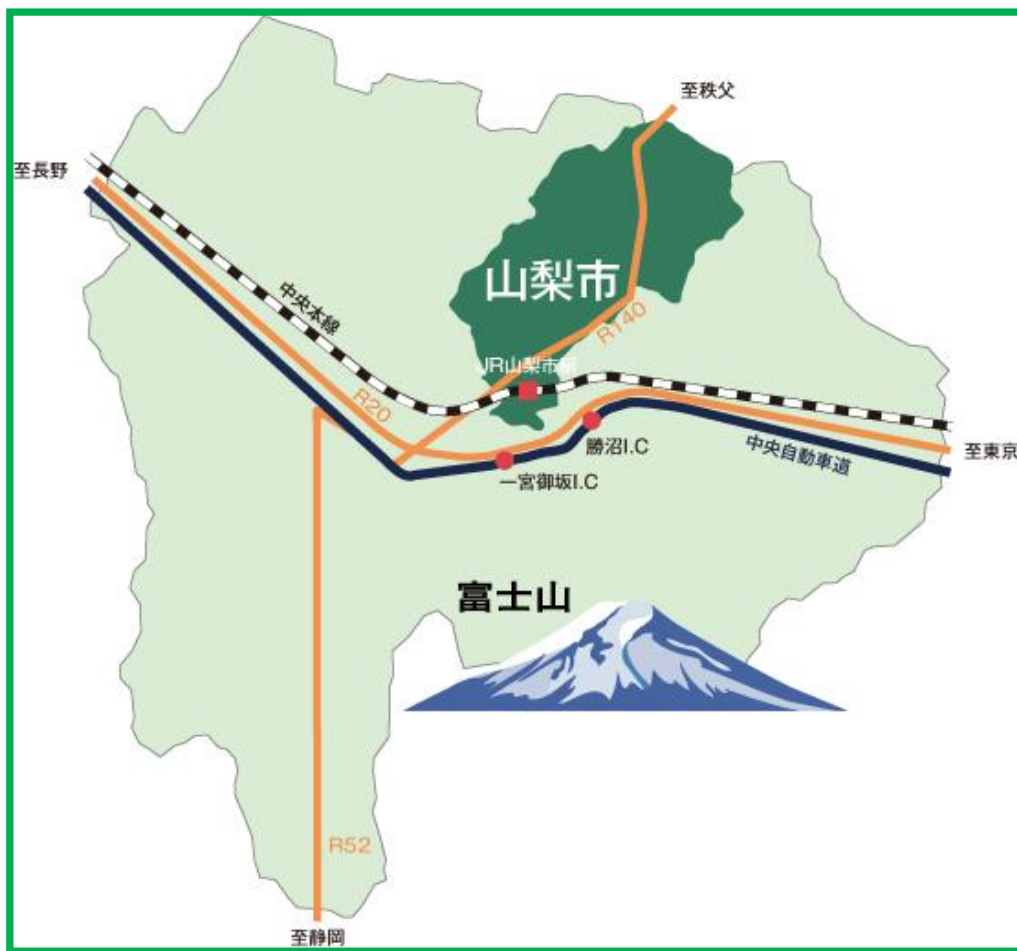 至秩父
至長野
山梨市
中央本線
R140
JR山梨市駅
R20
勝沼I.C
中央自動車道
至東京
一宮御坂I.C
富士山
R52
至静岡